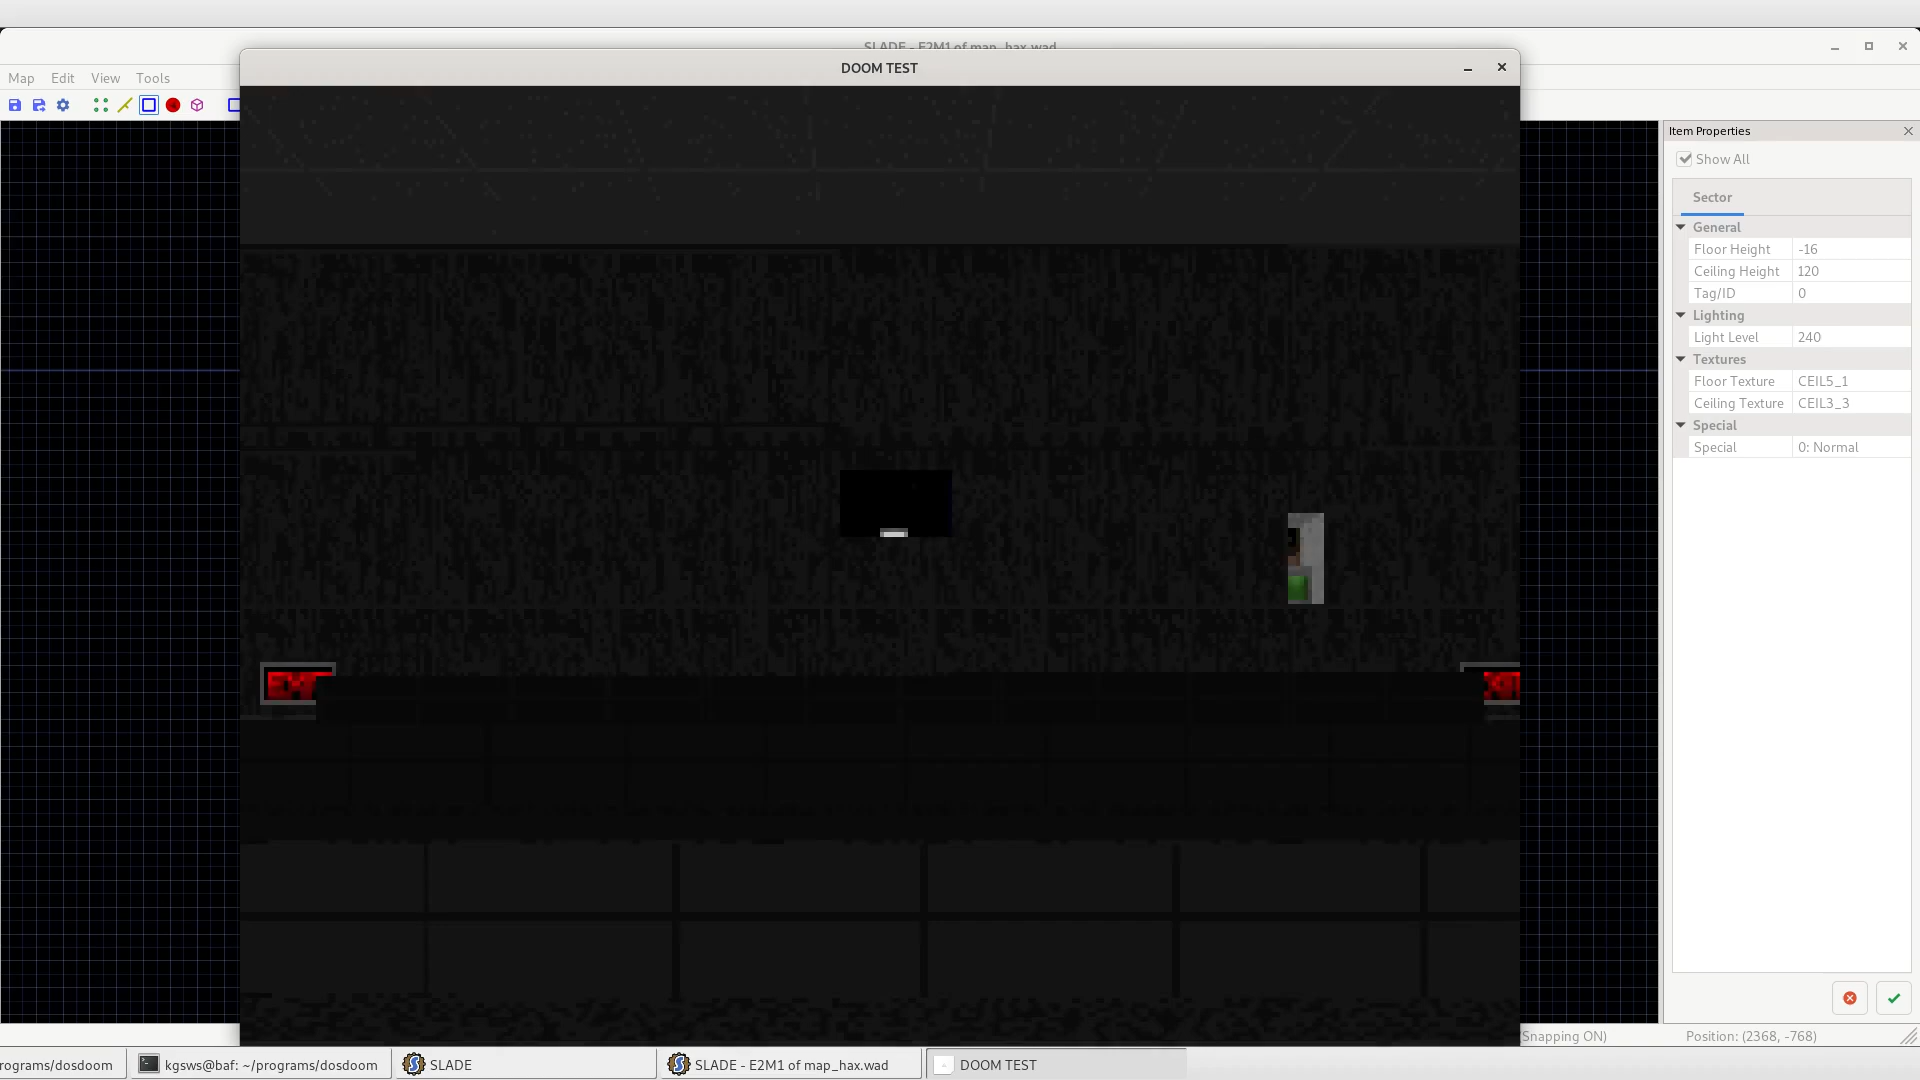 SLADE - E2M1 of map_hax.wad
DOOM TEST
Map Edit View Tools
Item Properties
Show All
Sector
General
Floor Height -16
Ceiling Height 120
Tag/ID 0
Lighting
Light Level 240
Textures
Floor Texture CEIL5_1
Ceiling Texture CEIL3_3
Special
Special 0: Normal
EXI
XIT
Snapping ON) Position: (2368, -768)
rograms/dosdoom
kgsws@baf: ~/programs/dosdoom
SLADE
SLADE - E2M1 of map_hax.wad
DOOM TEST